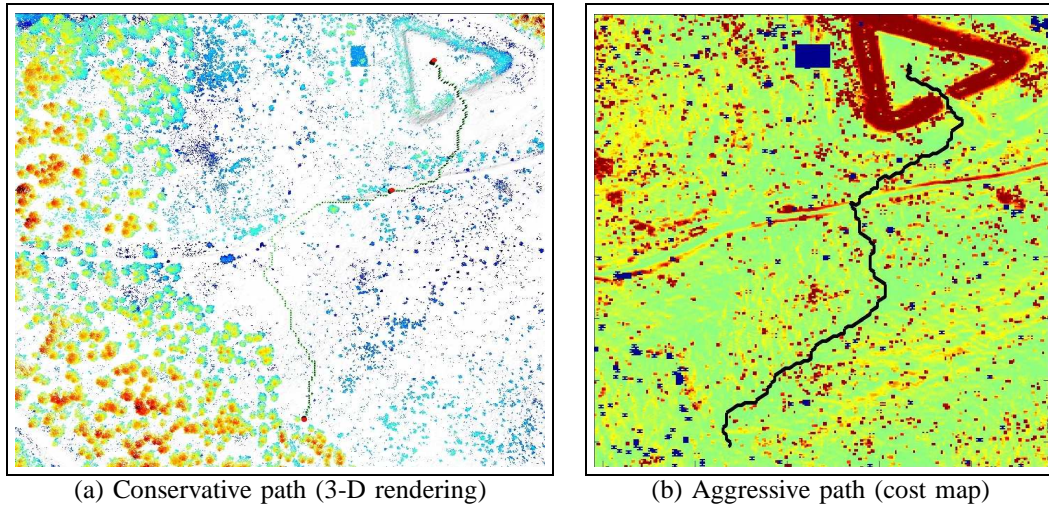 (a) Conservative path (3-D rendering)
(b) Aggressive path (cost map)